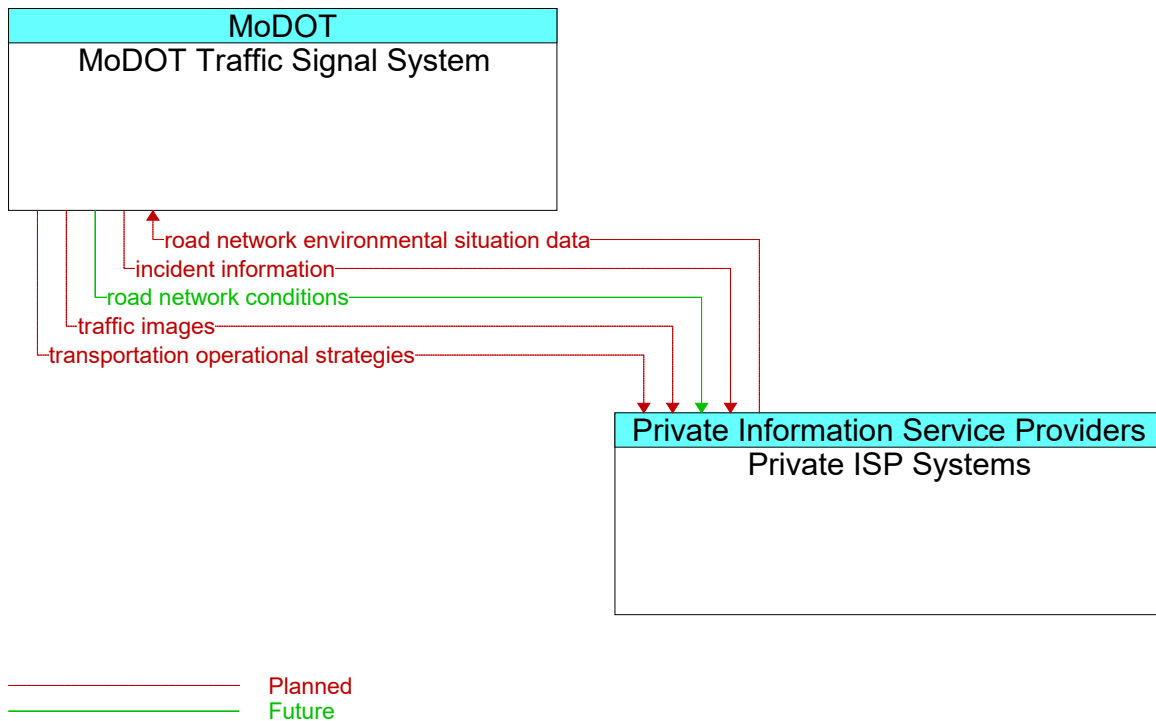 MoDOT
MoDOT Traffic Signal System
road network environmental situation data
incident information
road network conditions
traffic images
transportation operational strategies
Private Information Service Providers
Private ISP Systems
Planned
Future